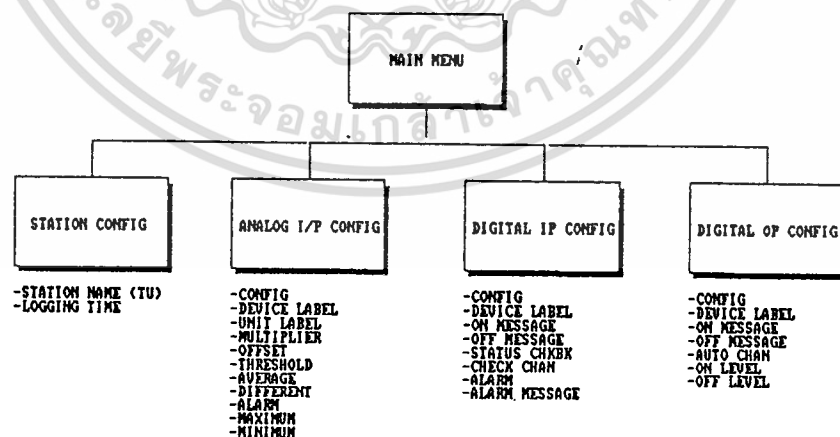 MAIN MENU
STATION CONFIG
-STATION NAME (TU)
-LOGGING TIME
ANALOG I/P CONFIG
-CONFIG
-DEVICE LABEL
-UNIT LABEL
-MULTIPLIER
-OFFSET
-THRESHOLD
-AVERAGE
-DIFFERENT
-ALARM
-MAXIMUM
-MINIMUM
DIGITAL IP CONFIG
-CONFIG
-DEVICE LABEL
-ON MESSAGE
-OFF MESSAGE
-STATUS CHKBK
-CHECK CHAN
-ALARM
-ALARM MESSAGE
DIGITAL OP CONFIG
-CONFIG
-DEVICE LABEL
-ON MESSAGE
-OFF MESSAGE
-AUTO CHAN
-ON LEVEL
-OFF LEVEL